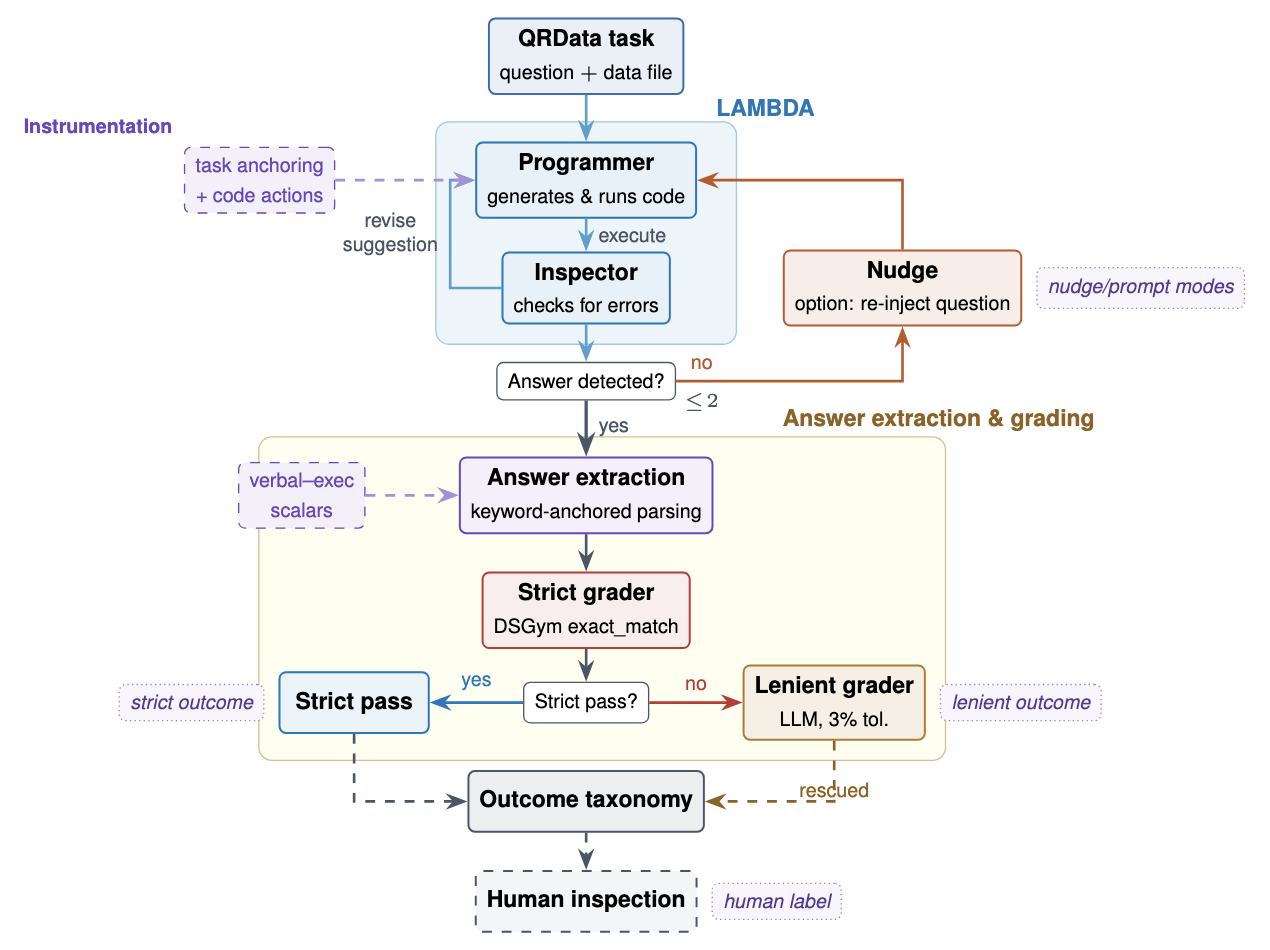 QRData task
question + data file
LAMBDA
Instrumentation
task anchoring
+ code actions
Programmer
generates & runs code
revise
suggestion
execute
Inspector
checks for errors
Nudge
option: re-inject question
nudge/prompt modes
Answer detected?
no
≤ 2
yes
Answer extraction & grading
verbal–exec
scalars
Answer extraction
keyword-anchored parsing
Strict grader
DSGym exact_match
strict outcome
Strict pass
yes
Strict pass?
no
Lenient grader
LLM, 3% tol.
lenient outcome
rescued
Outcome taxonomy
Human inspection
human label